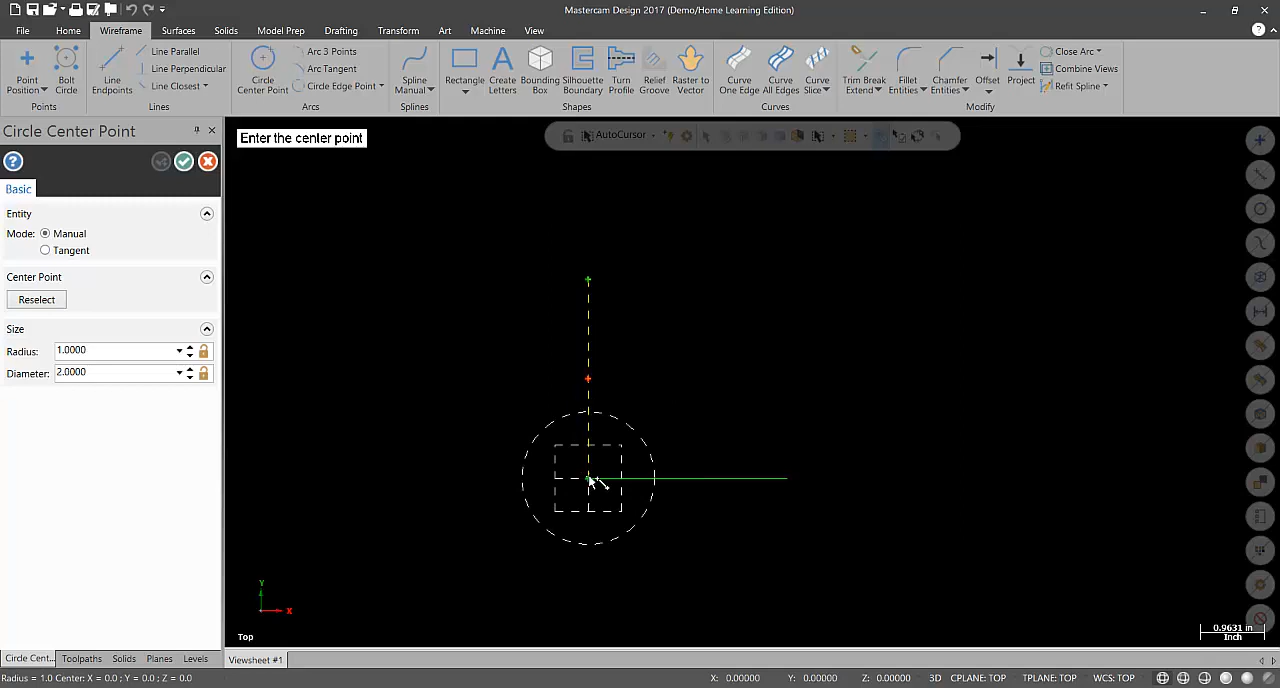 Mastercam Design 2017 (Demo/Home Learning Edition)
File Home Wireframe Surfaces Solids Model Prep Drafting Transform Art Machine View
Point Position Bolt Circle Points
Line Endpoints Line Parallel Line Perpendicular Line Closest Lines
Circle Center Point Arc 3 Points Arc Tangent Circle Edge Point Arcs
Spline Manual Splines
Rectangle Create Letters Bounding Box Silhouette Boundary Turn Profile Relief Groove Raster to Vector Shapes
Curve One Edge Curve All Edges Curve Slice Curves
Trim Break Extend Fillet Entities Chamfer Entities Offset Project Close Arc Combine Views Refit Spline Modify
Circle Center Point
Enter the center point
AutoCursor
Basic
Entity
Mode: Manual
Tangent
Center Point
Reselect
Size
Radius: 1.0000
Diameter: 2.0000
Y
X
Top
0.9631 in
Inch
Circle Cent... Toolpaths Solids Planes Levels Viewsheet #1
Radius = 1.0 Center: X = 0.0 ; Y = 0.0 ; Z = 0.0 X: 0.00000 Y: 0.00000 Z: 0.00000 3D CPLANE: TOP TPLANE: TOP WCS: TOP